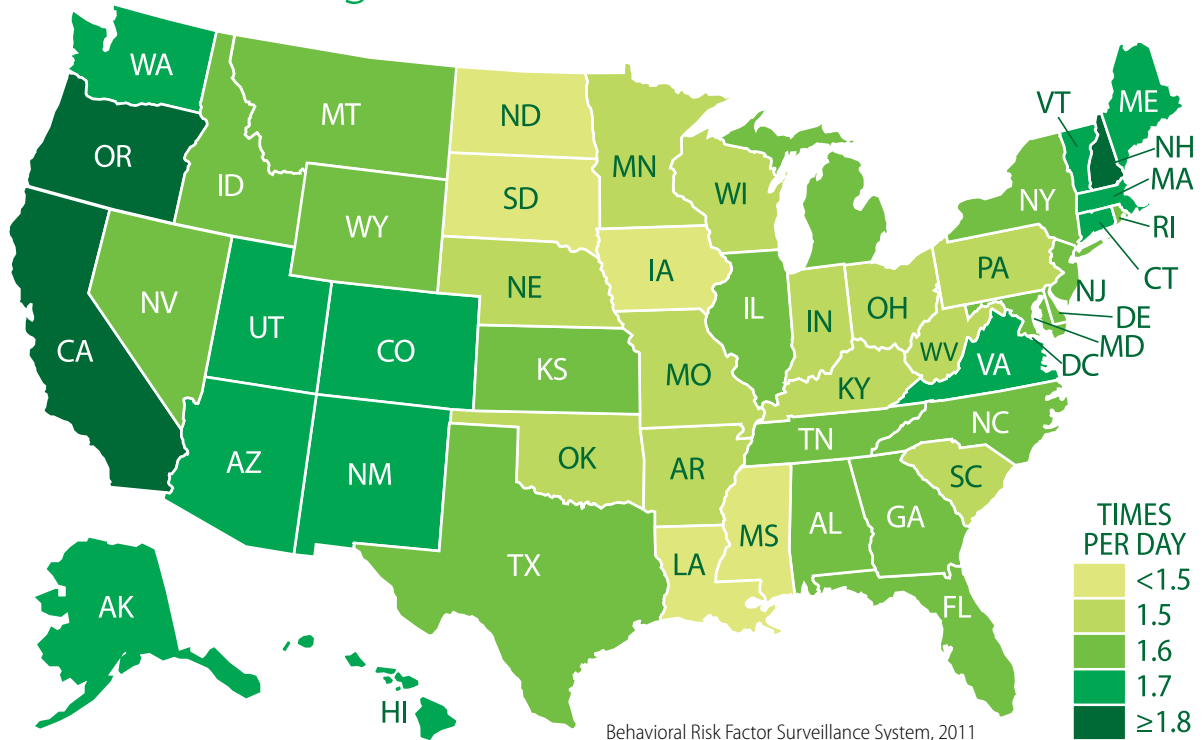 WA
MT
ND
MN
VT
ME
OR
ID
SD
WI
NH
MA
WY
NY
RI
NE
IA
PA
CT
NV
UT
CO
KS
IL
IN
OH
NJ
DE
MD
DC
CA
MO
WV
VA
KY
AZ
NM
OK
AR
TN
NC
SC
TX
LA
MS
AL
GA
FL
AK
HI
TIMES
PER DAY
<1.5
1.5
1.6
1.7
≥1.8
Behavioral Risk Factor Surveillance System, 2011